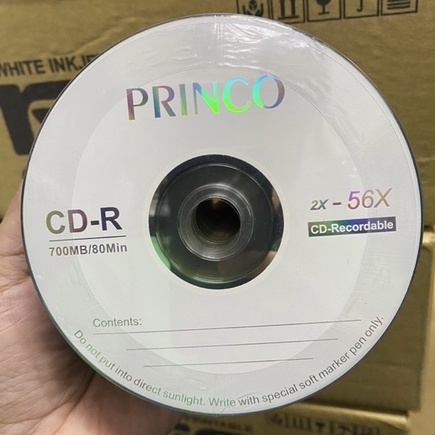 WHITE INKJE
PRINCO
2X - 56X
CD-R
CD-Recordable
700MB/80Min
Contents:
Do not put into direct sunlight. Write with special soft marker pen only.